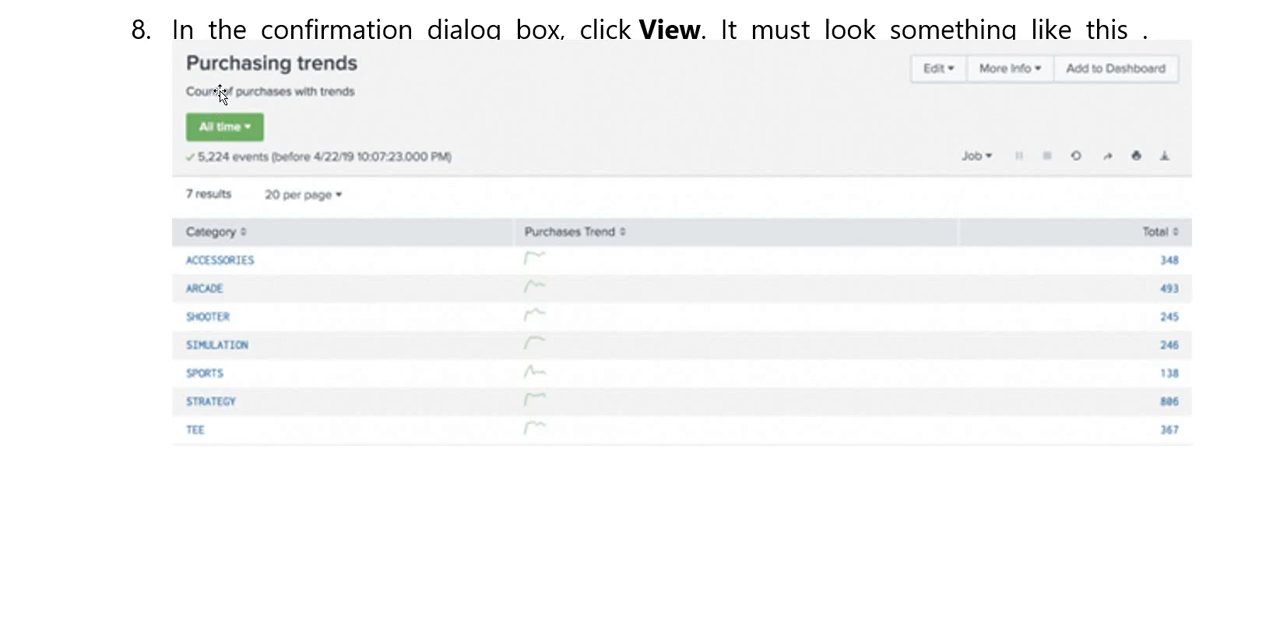 8. In the confirmation dialog box, click View. It must look something like this .
Purchasing trends
Edit More Info Add to Dashboard
Count of purchases with trends
All time
5,224 events (before 4/22/19 10:07:23.000 PM)
Job
7 results 20 per page
Category Purchases Trend Total
ACCESSORIES 348
ARCADE 493
SHOOTER 245
SIMULATION 246
SPORTS 138
STRATEGY 806
TEE 367